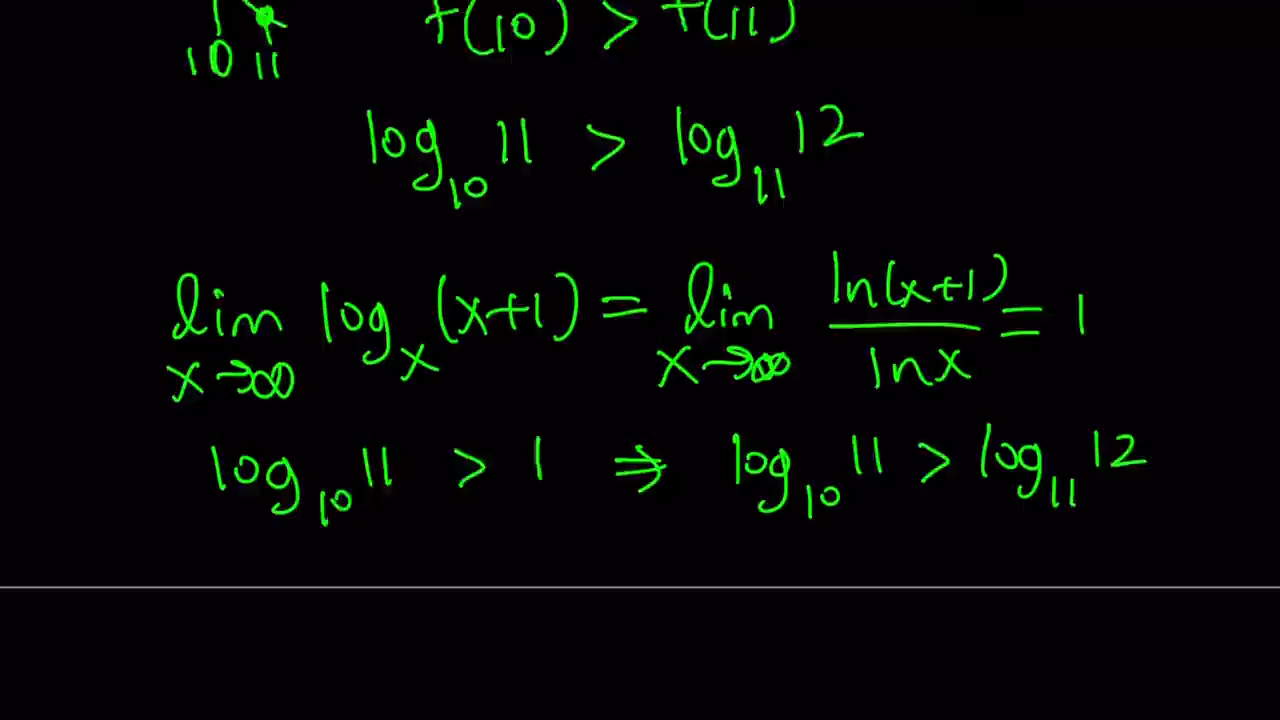 10 11 f(10) > f(11)
log₁₀ 11 > log₁₁ 12
lim x→∞ logₓ (x+1) = lim x→∞ ln(x+1)/ln x = 1
log₁₀ 11 > 1 ⇒ log₁₀ 11 > log₁₁ 12